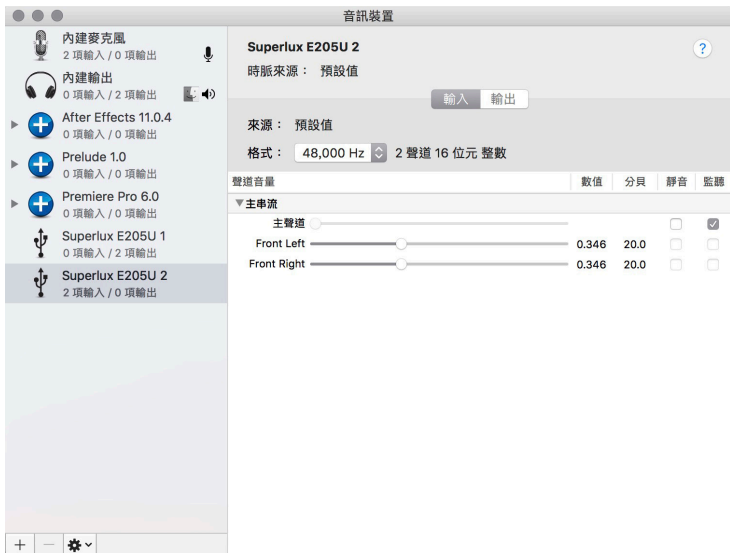 音訊裝置
內建麥克風
2 項輸入 / 0 項輸出
內建輸出
0 項輸入 / 2 項輸出
After Effects 11.0.4
0 項輸入 / 0 項輸出
Prelude 1.0
0 項輸入 / 0 項輸出
Premiere Pro 6.0
0 項輸入 / 0 項輸出
Superlux E205U 1
0 項輸入 / 2 項輸出
Superlux E205U 2
2 項輸入 / 0 項輸出
Superlux E205U 2
?
時脈來源： 預設值
輸入 輸出
來源： 預設值
格式： 48,000 Hz 2 聲道 16 位元 整數
聲道音量 數值 分貝 靜音 監聽
主串流
主聲道
Front Left 0.346 20.0
Front Right 0.346 20.0